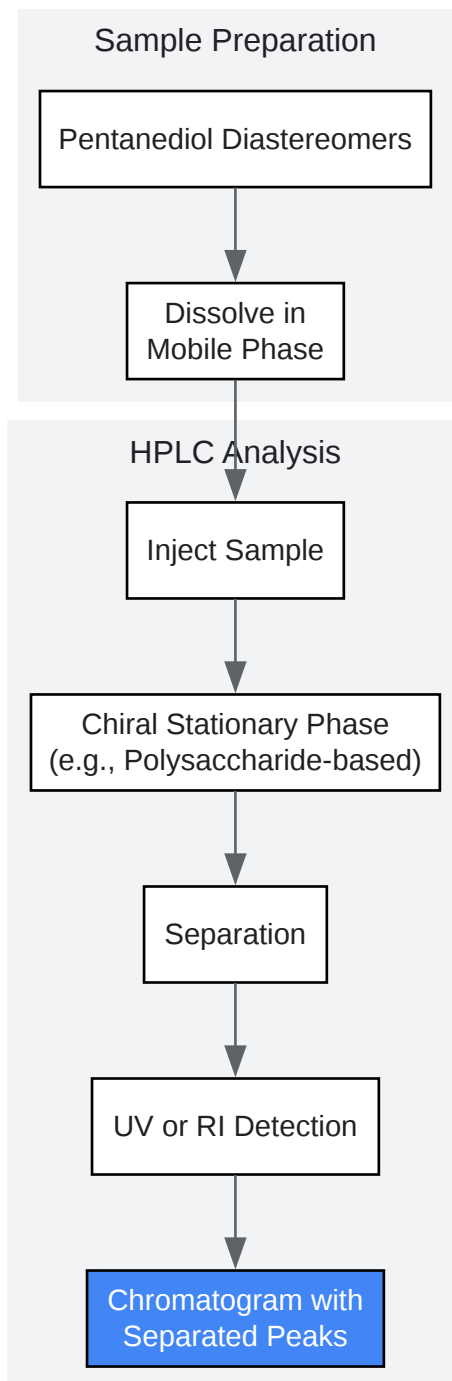 Sample Preparation
Pentanediol Diastereomers
Dissolve in
Mobile Phase
HPLC Analysis
Inject Sample
Chiral Stationary Phase
(e.g., Polysaccharide-based)
Separation
UV or RI Detection
Chromatogram with
Separated Peaks